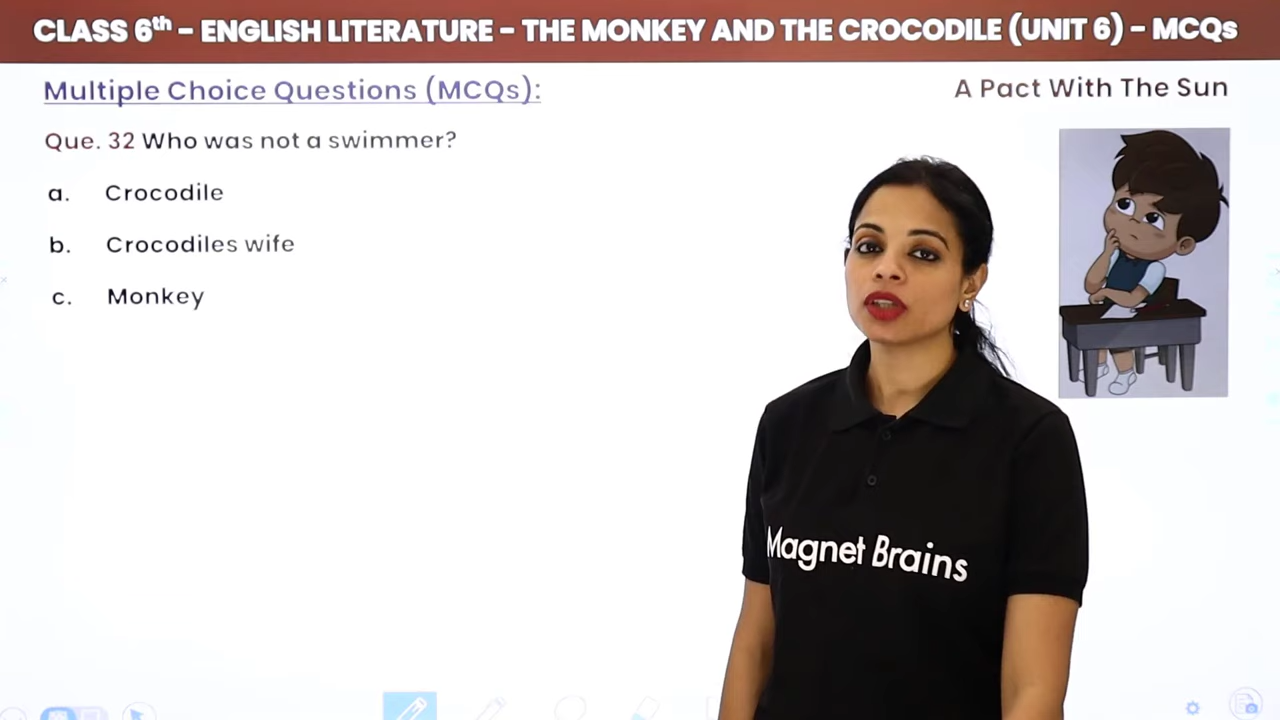 CLASS 6th - ENGLISH LITERATURE - THE MONKEY AND THE CROCODILE (UNIT 6) - MCQs
Multiple Choice Questions (MCQs):
A Pact With The Sun
Que. 32 Who was not a swimmer?
a. Crocodile
b. Crocodiles wife
c. Monkey
Magnet Brains